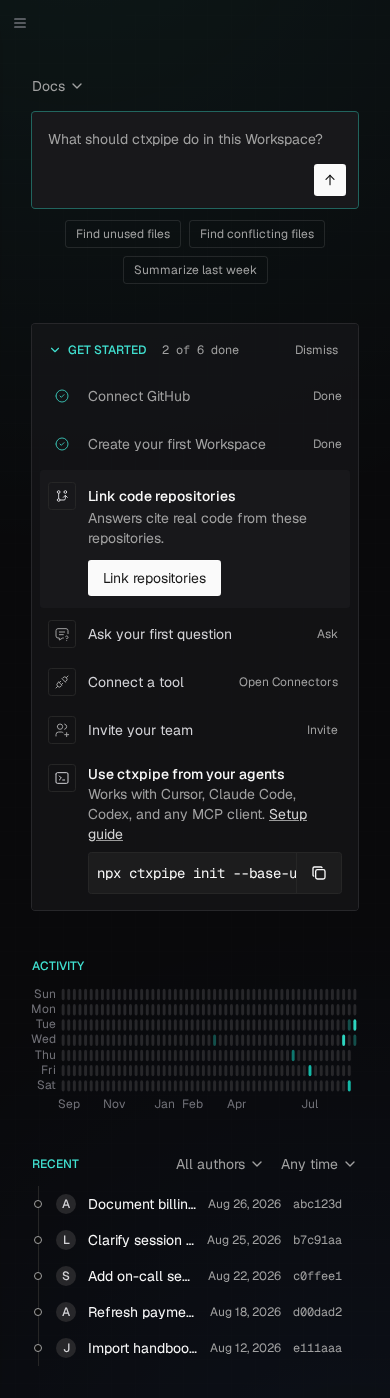 Docs
What should ctxpipe do in this Workspace?
Find unused files
Find conflicting files
Summarize last week
GET STARTED 2 of 6 done Dismiss
Connect GitHub Done
Create your first Workspace Done
Link code repositories
Answers cite real code from these
repositories.
Link repositories
Ask your first question Ask
Connect a tool Open Connectors
Invite your team Invite
Use ctxpipe from your agents
Works with Cursor, Claude Code,
Codex, and any MCP client. Setup
guide
npx ctxpipe init --base-u
ACTIVITY
Sun
Mon
Tue
Wed
Thu
Fri
Sat
Sep Nov Jan Feb Apr Jul
RECENT All authors Any time
A Document billin... Aug 26, 2026 abc123d
L Clarify session ... Aug 25, 2026 b7c91aa
S Add on-call se... Aug 22, 2026 c0ffee1
A Refresh payme... Aug 18, 2026 d00dad2
J Import handboo... Aug 12, 2026 e111aaa